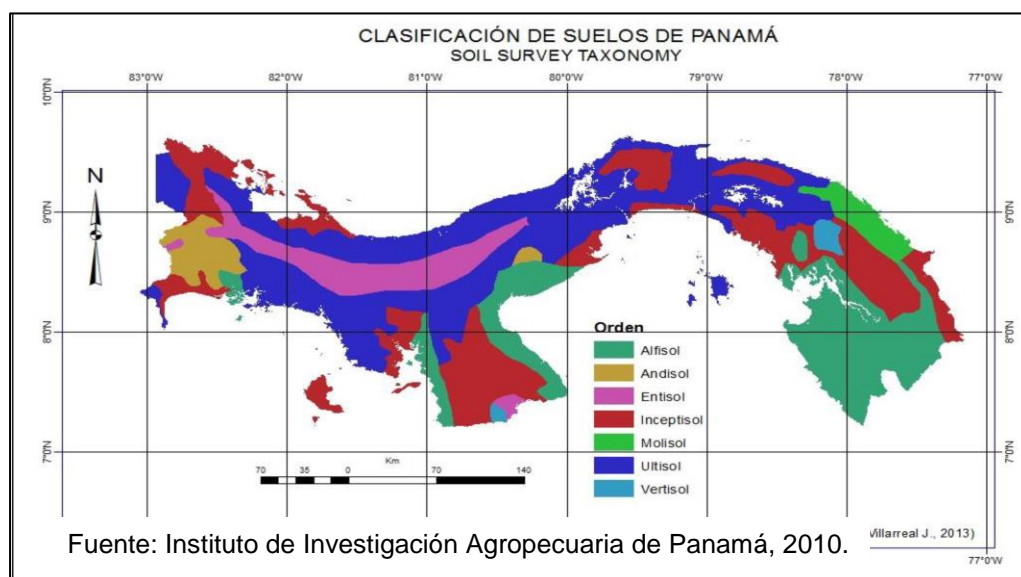 CLASIFICACIÓN DE SUELOS DE PANAMÁ
SOIL SURVEY TAXONOMY
83°0'W 82°0'W 81°0'W 80°0'W 79°0'W 78°0'W 77°0'W
10°0'N
10°0'N
N
9°0'N
9°0'N
8°0'N
8°0'N
7°0'N
7°0'N
Orden
Alfisol
Andisol
Entisol
Inceptisol
Molisol
Ultisol
Vertisol
Km
70 35 0 70 140
Fuente: Instituto de Investigación Agropecuaria de Panamá, 2010.
Villarreal J., 2013)
77°0'W